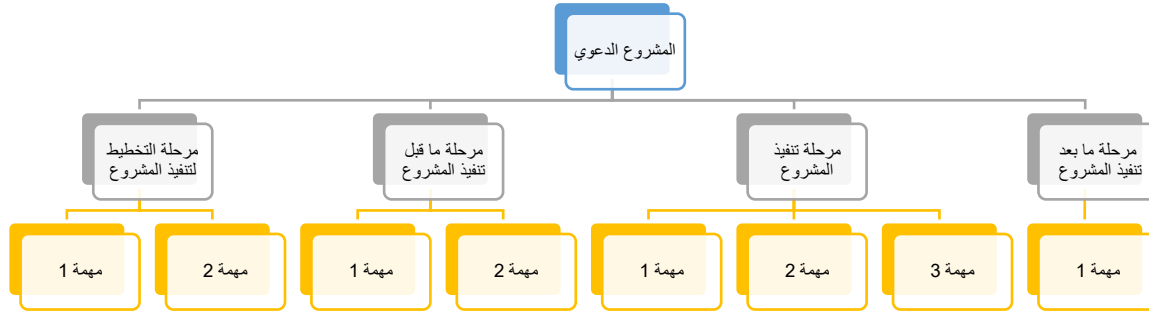 المشروع الدعوي
مرحلة التخطيط
لتنفيذ المشروع
مرحلة ما قبل
تنفيذ المشروع
مرحلة تنفيذ
المشروع
مرحلة ما بعد
تنفيذ المشروع
مهمة 1
مهمة 2
مهمة 1
مهمة 2
مهمة 1
مهمة 2
مهمة 3
مهمة 1